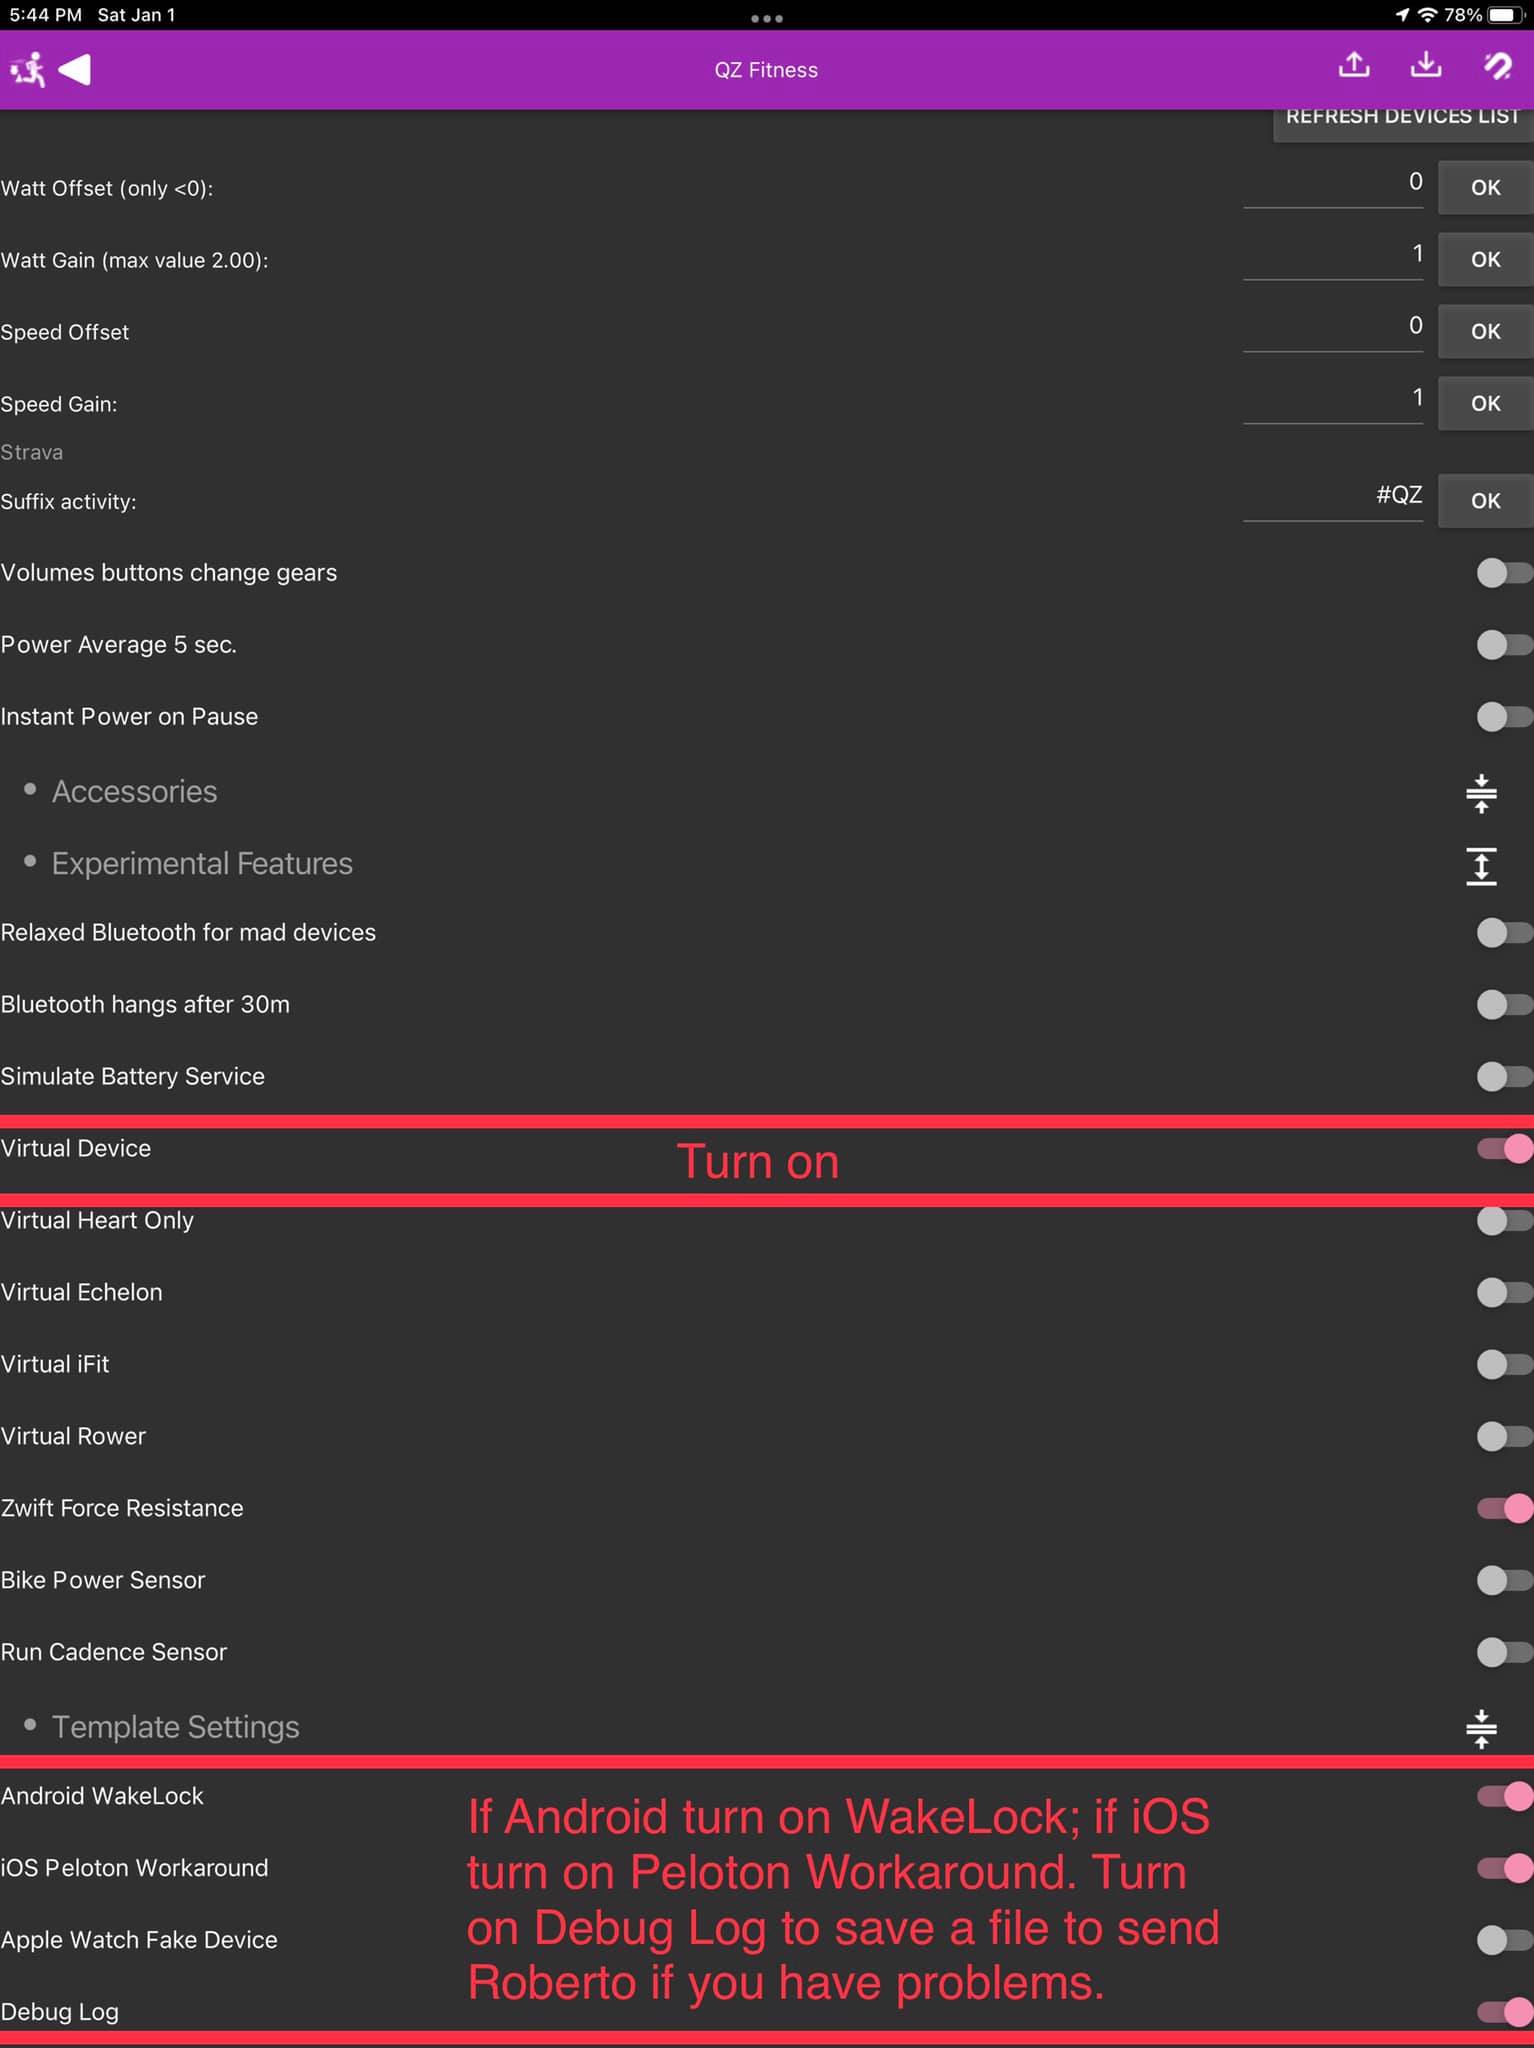 5:44 PM Sat Jan 1 78%
QZ Fitness
REFRESH DEVICES LIST
Watt Offset (only <0): 0 OK
Watt Gain (max value 2.00): 1 OK
Speed Offset 0 OK
Speed Gain: 1 OK
Strava
Suffix activity: #QZ OK
Volumes buttons change gears
Power Average 5 sec.
Instant Power on Pause
• Accessories
• Experimental Features
Relaxed Bluetooth for mad devices
Bluetooth hangs after 30m
Simulate Battery Service
Virtual Device Turn on
Virtual Heart Only
Virtual Echelon
Virtual iFit
Virtual Rower
Zwift Force Resistance
Bike Power Sensor
Run Cadence Sensor
• Template Settings
Android WakeLock
iOS Peloton Workaround
Apple Watch Fake Device
Debug Log
If Android turn on WakeLock; if iOS
turn on Peloton Workaround. Turn
on Debug Log to save a file to send
Roberto if you have problems.